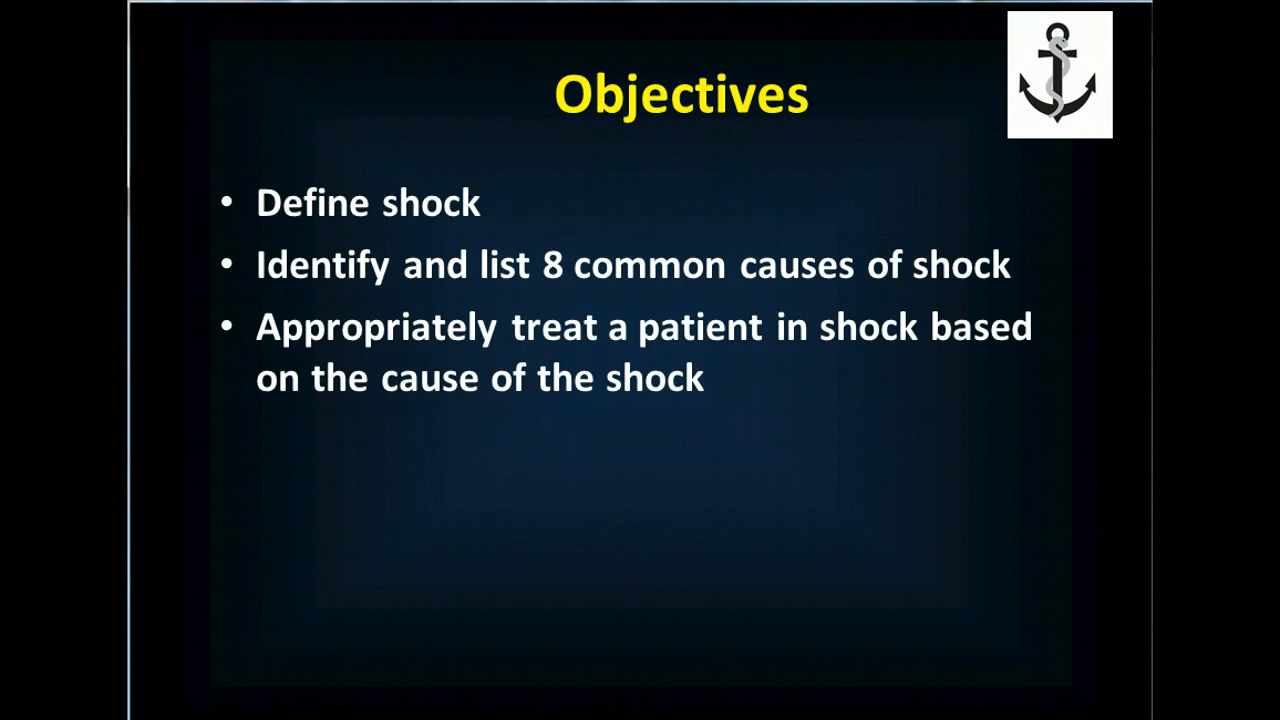 Objectives
• Define shock
• Identify and list 8 common causes of shock
• Appropriately treat a patient in shock based
on the cause of the shock